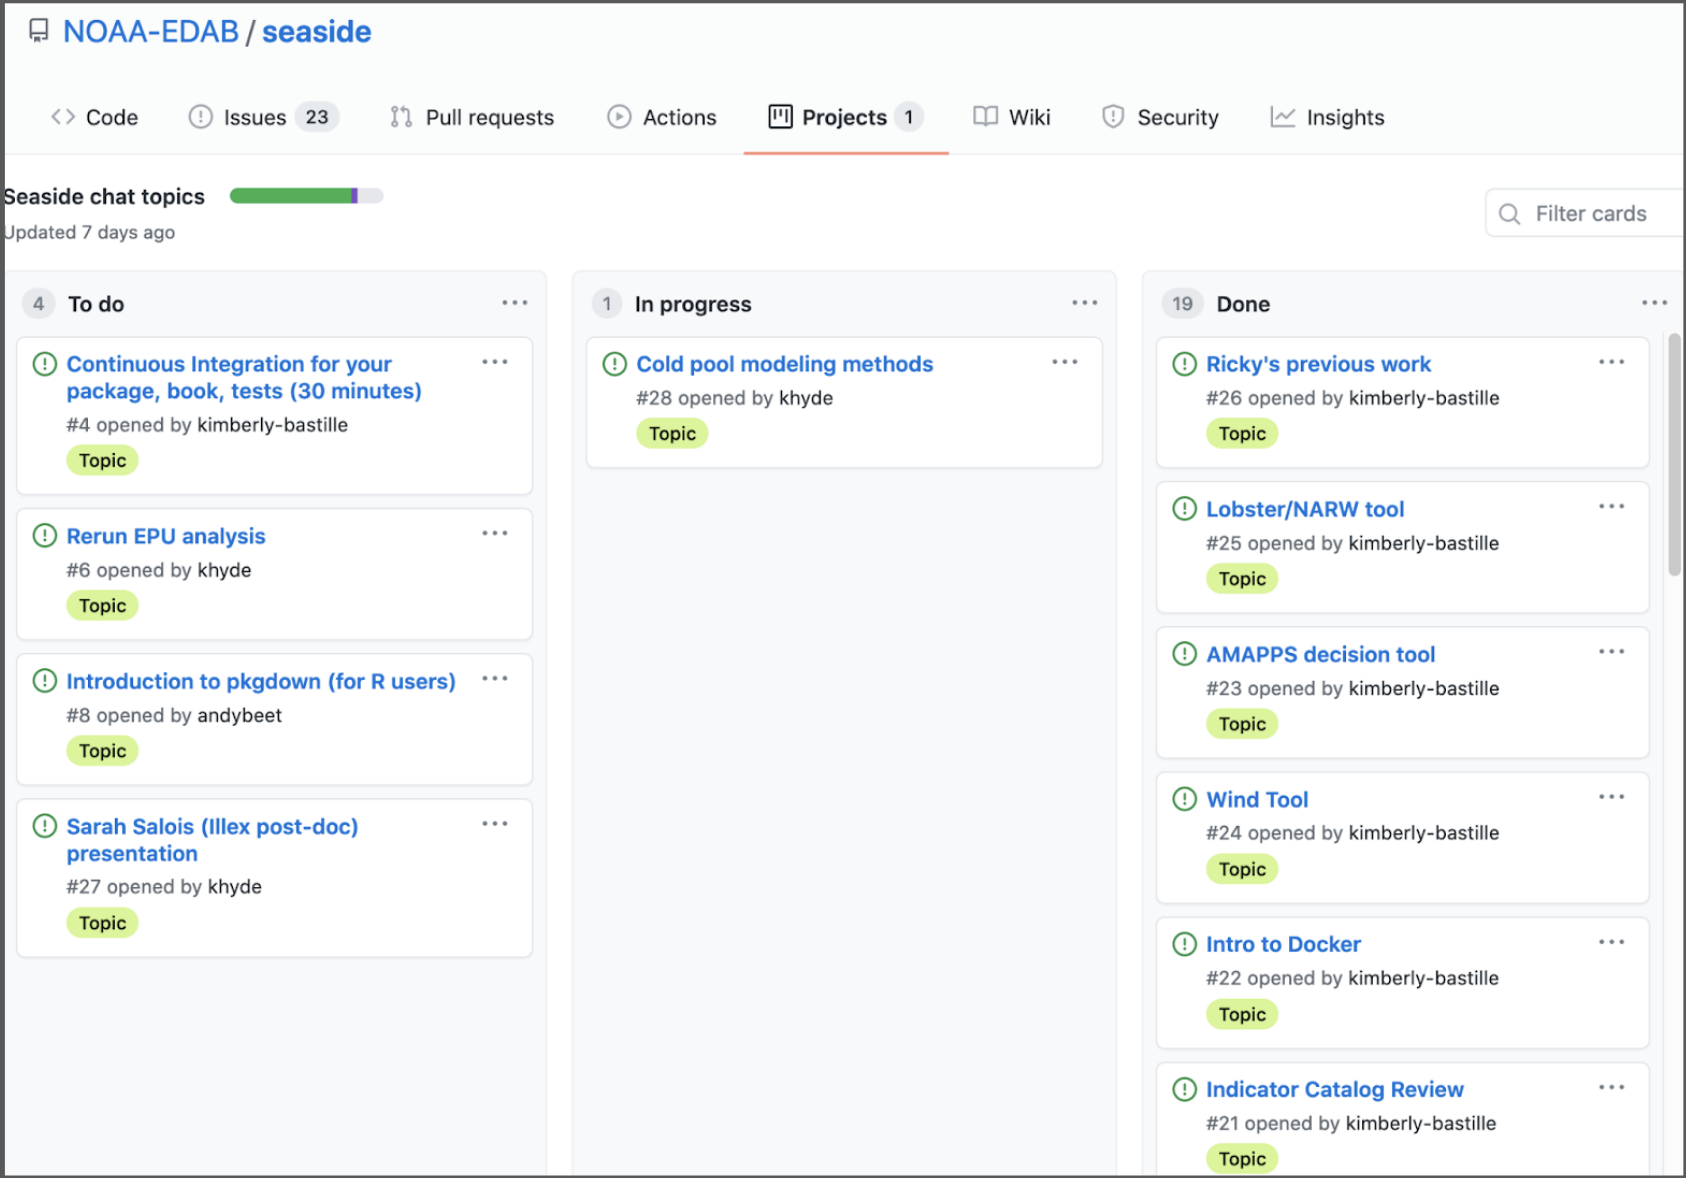 NOAA-EDAB / seaside
Code Issues 23 Pull requests Actions Projects 1 Wiki Security Insights
Seaside chat topics
Updated 7 days ago
Filter cards
4 To do
Continuous Integration for your
package, book, tests (30 minutes)
#4 opened by kimberly-bastille
Topic
Rerun EPU analysis
#6 opened by khyde
Topic
Introduction to pkgdown (for R users)
#8 opened by andybeet
Topic
Sarah Salois (Illex post-doc)
presentation
#27 opened by khyde
Topic
1 In progress
Cold pool modeling methods
#28 opened by khyde
Topic
19 Done
Ricky's previous work
#26 opened by kimberly-bastille
Topic
Lobster/NARW tool
#25 opened by kimberly-bastille
Topic
AMAPPS decision tool
#23 opened by kimberly-bastille
Topic
Wind Tool
#24 opened by kimberly-bastille
Topic
Intro to Docker
#22 opened by kimberly-bastille
Topic
Indicator Catalog Review
#21 opened by kimberly-bastille
Topic